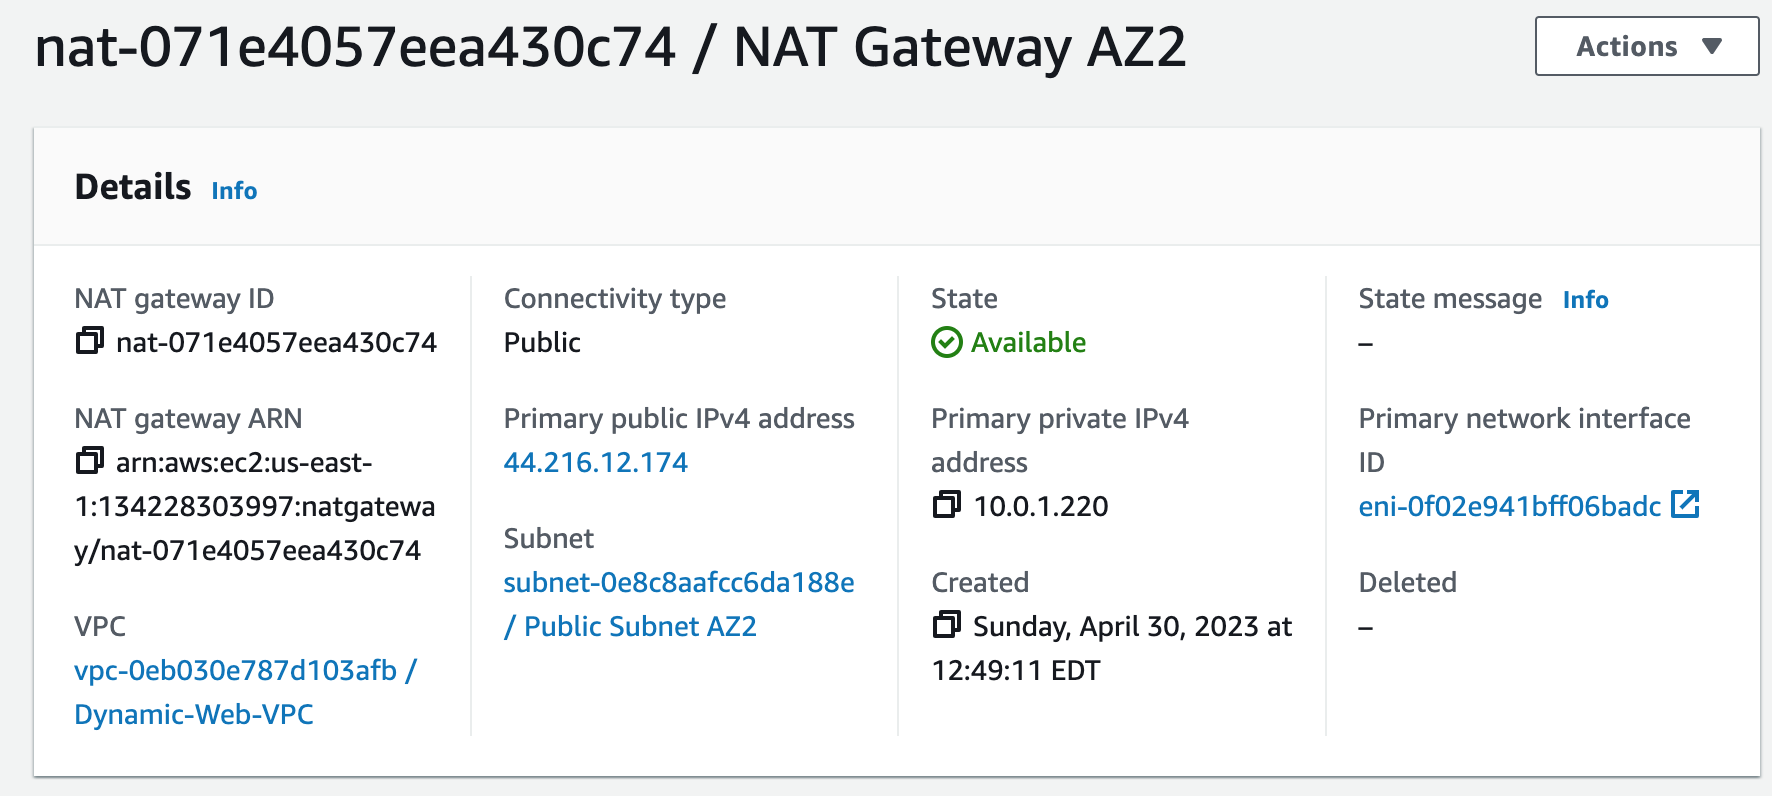 nat-071e4057eea430c74 / NAT Gateway AZ2
Actions
Details Info
NAT gateway ID
nat-071e4057eea430c74
NAT gateway ARN
arn:aws:ec2:us-east-
1:134228303997:natgatewa
y/nat-071e4057eea430c74
VPC
vpc-0eb030e787d103afb /
Dynamic-Web-VPC
Connectivity type
Public
Primary public IPv4 address
44.216.12.174
Subnet
subnet-0e8c8aafcc6da188e
/ Public Subnet AZ2
State
Available
Primary private IPv4
address
10.0.1.220
Created
Sunday, April 30, 2023 at
12:49:11 EDT
State message Info
–
Primary network interface
ID
eni-0f02e941bff06badc
Deleted
–